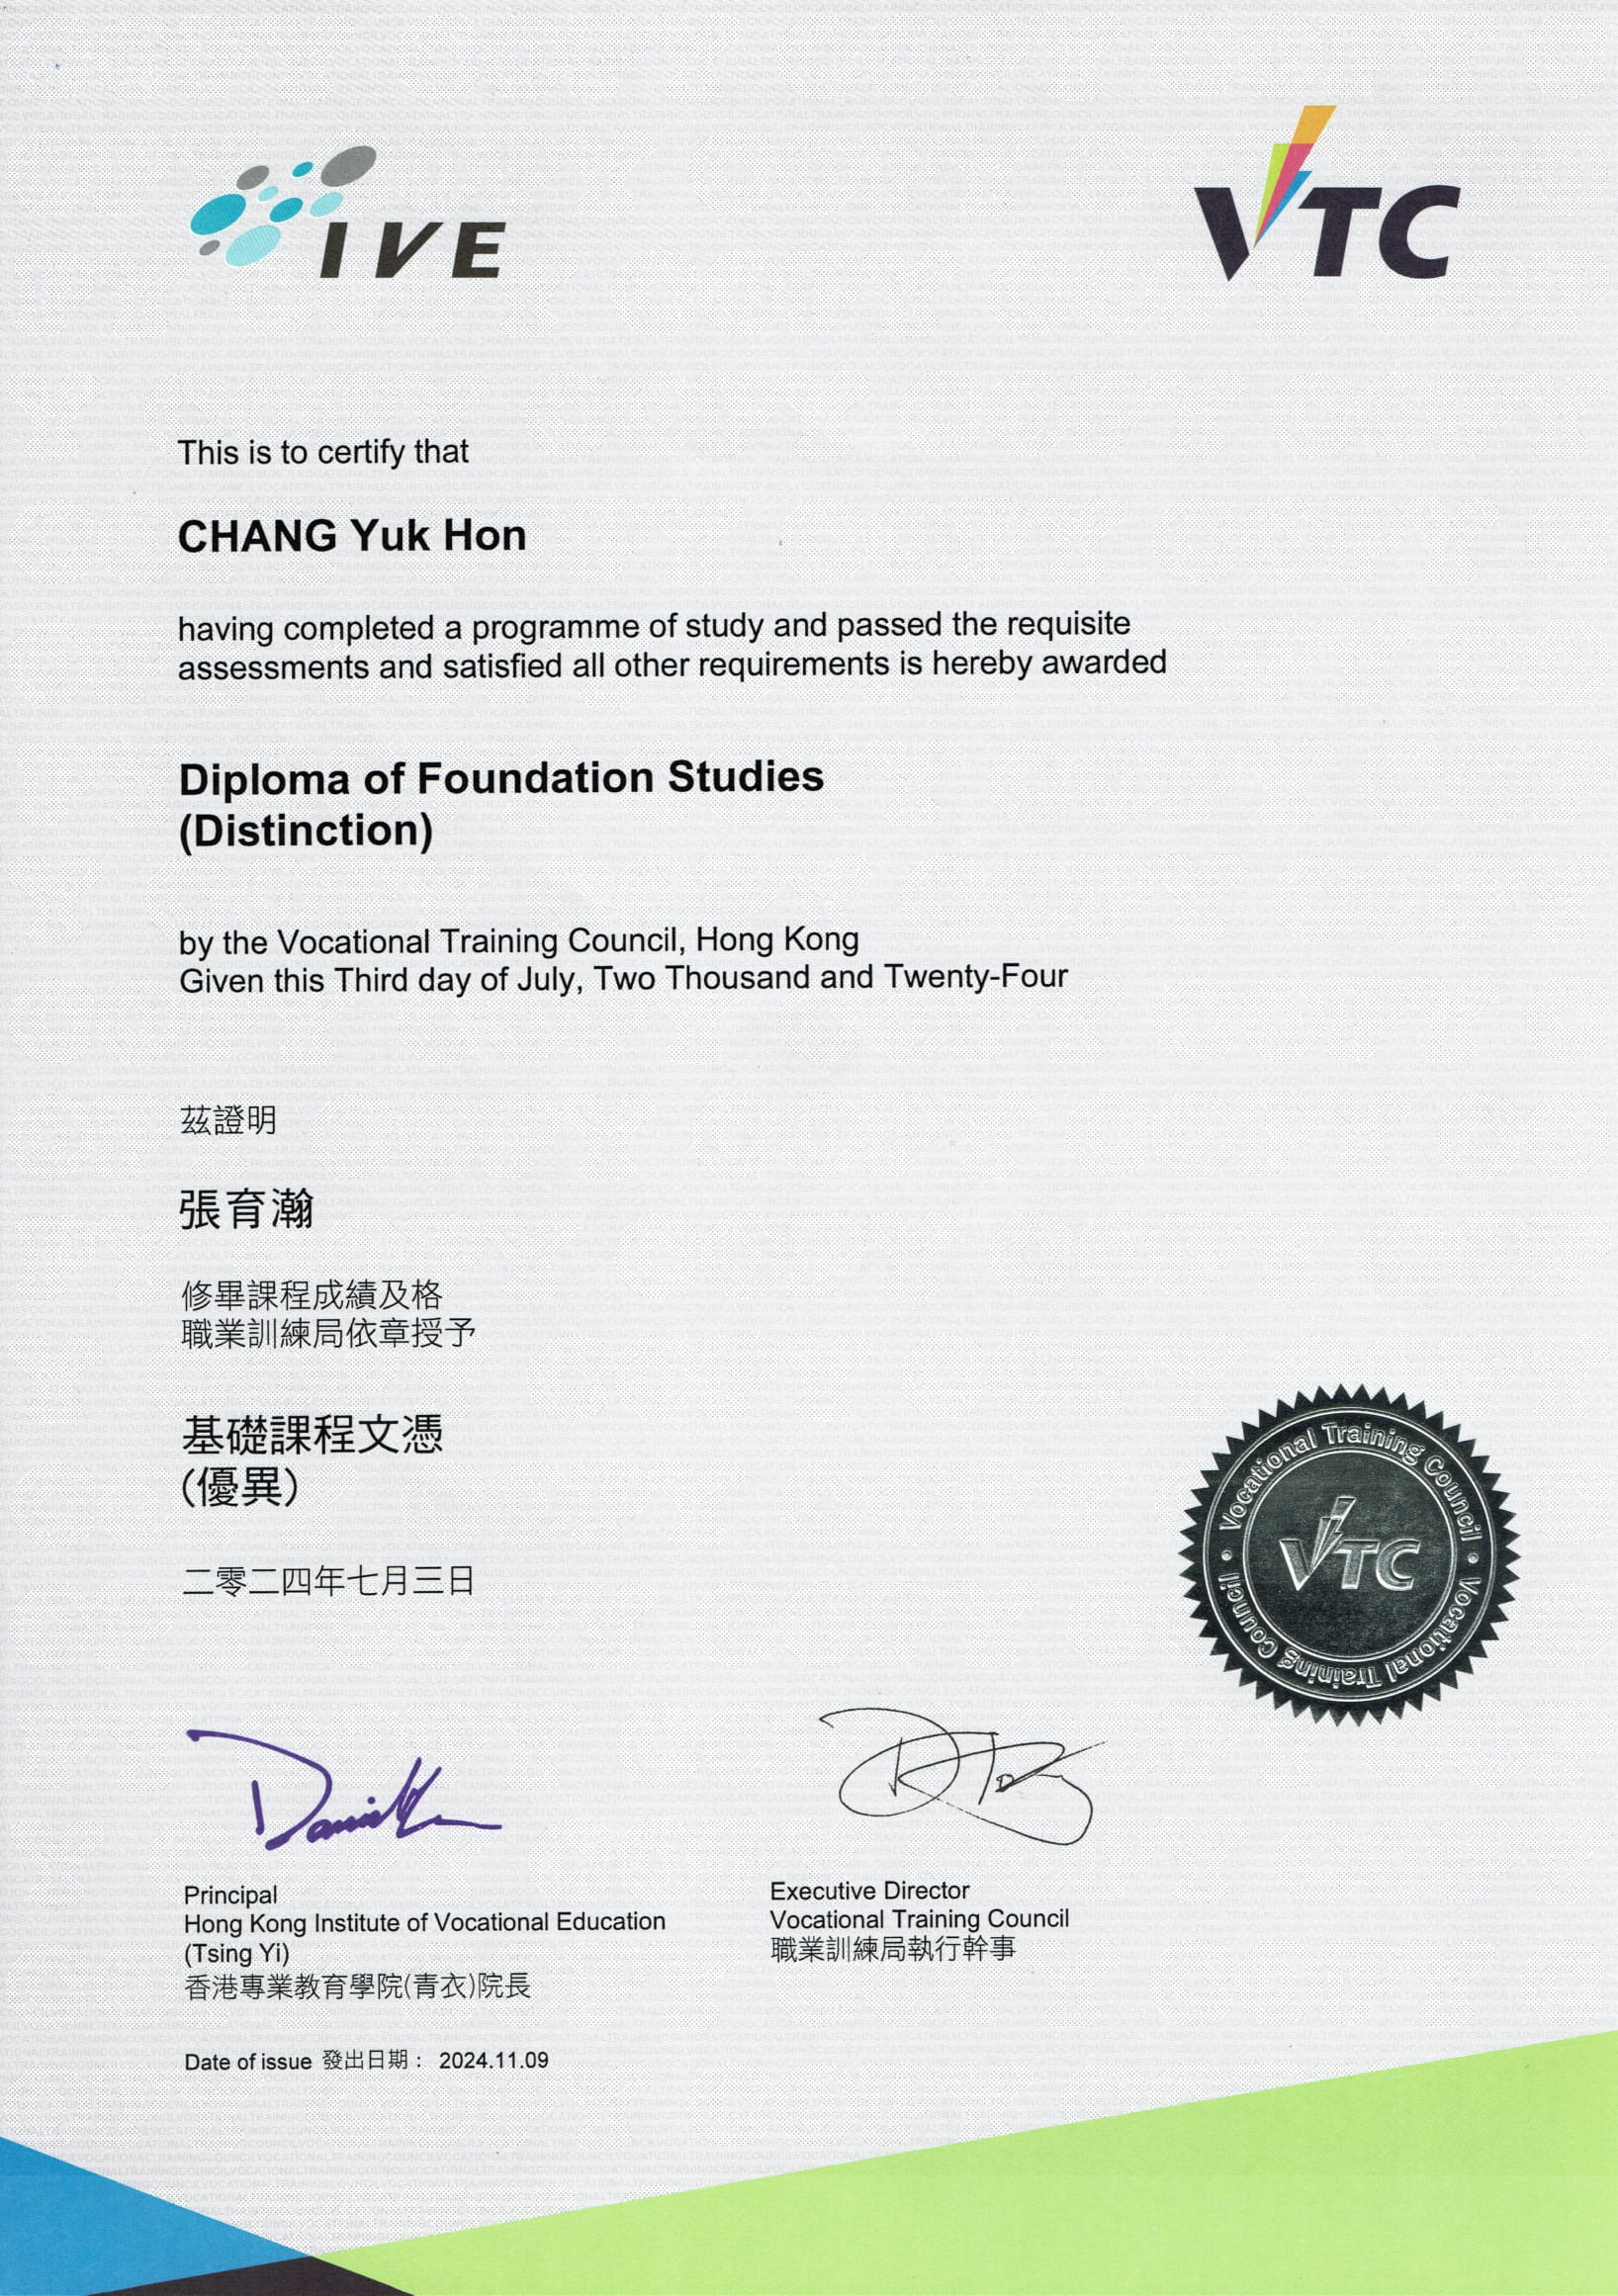 IVE
VTC
This is to certify that
CHANG Yuk Hon
having completed a programme of study and passed the requisite
assessments and satisfied all other requirements is hereby awarded
Diploma of Foundation Studies
(Distinction)
by the Vocational Training Council, Hong Kong
Given this Third day of July, Two Thousand and Twenty-Four
茲證明
張育瀚
修畢課程成績及格
職業訓練局依章授予
基礎課程文憑
(優異)
二零二四年七月三日
Vocational Training Council • Vocational Training Council •
VTC
Principal
Hong Kong Institute of Vocational Education
(Tsing Yi)
香港專業教育學院(青衣)院長
Executive Director
Vocational Training Council
職業訓練局執行幹事
Date of issue 發出日期： 2024.11.09